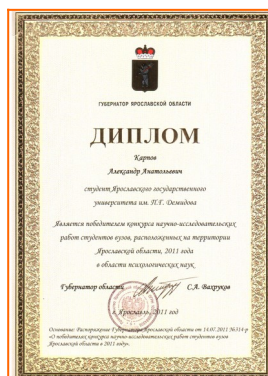 ГУБЕРНАТОР ЯРОСЛАВСКОЙ ОБЛАСТИ
ДИПЛОМ
Карпов
Александр Анатольевич
студент Ярославского государственного
университета им. П.Г. Демидова
Является победителем конкурса научно-исследовательских
работ студентов вузов, расположенных на территории
Ярославской области, 2011 года
в области психологических наук
Губернатор области С.А. Вахруков
г. Ярославль, 2011 год
Основание: Распоряжение Губернатора Ярославской области от 14.07.2011 №314-р
«О победителях конкурса научно-исследовательских работ студентов вузов
Ярославской области в 2011 году».